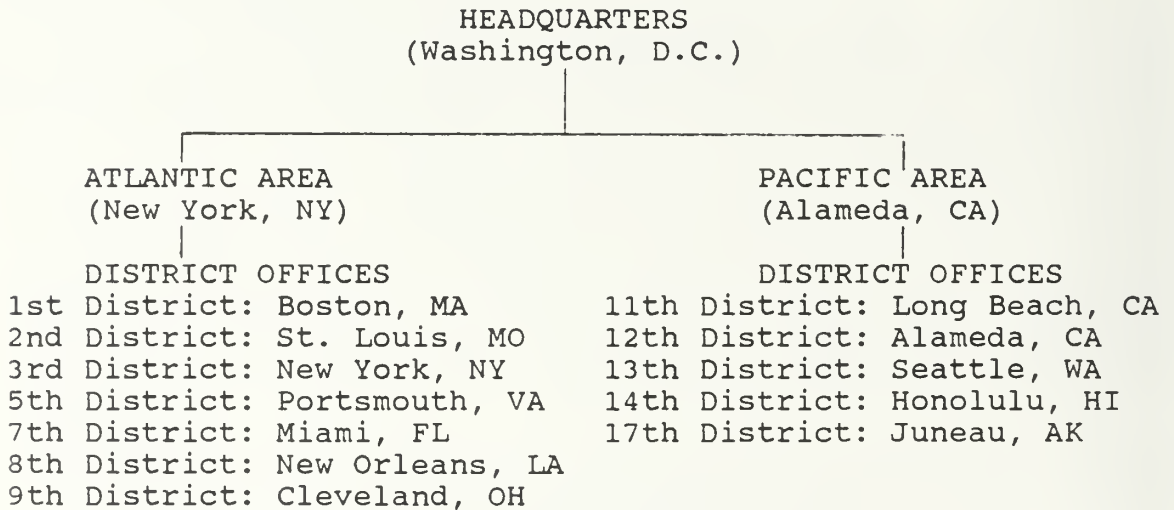 HEADQUARTERS
(Washington, D.C.)
ATLANTIC AREA
(New York, NY)
DISTRICT OFFICES
1st District: Boston, MA
2nd District: St. Louis, MO
3rd District: New York, NY
5th District: Portsmouth, VA
7th District: Miami, FL
8th District: New Orleans, LA
9th District: Cleveland, OH
PACIFIC AREA
(Alameda, CA)
DISTRICT OFFICES
11th District: Long Beach, CA
12th District: Alameda, CA
13th District: Seattle, WA
14th District: Honolulu, HI
17th District: Juneau, AK